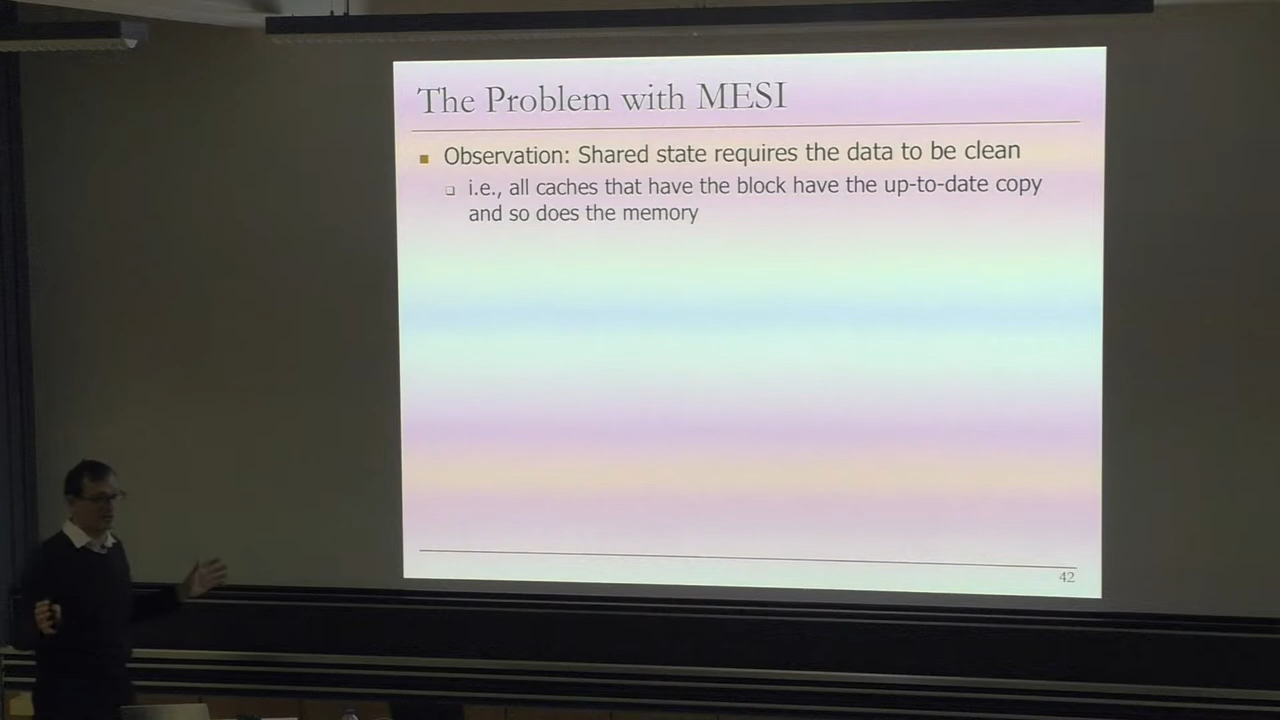 The Problem with MESI
Observation: Shared state requires the data to be clean
i.e., all caches that have the block have the up-to-date copy
and so does the memory
42